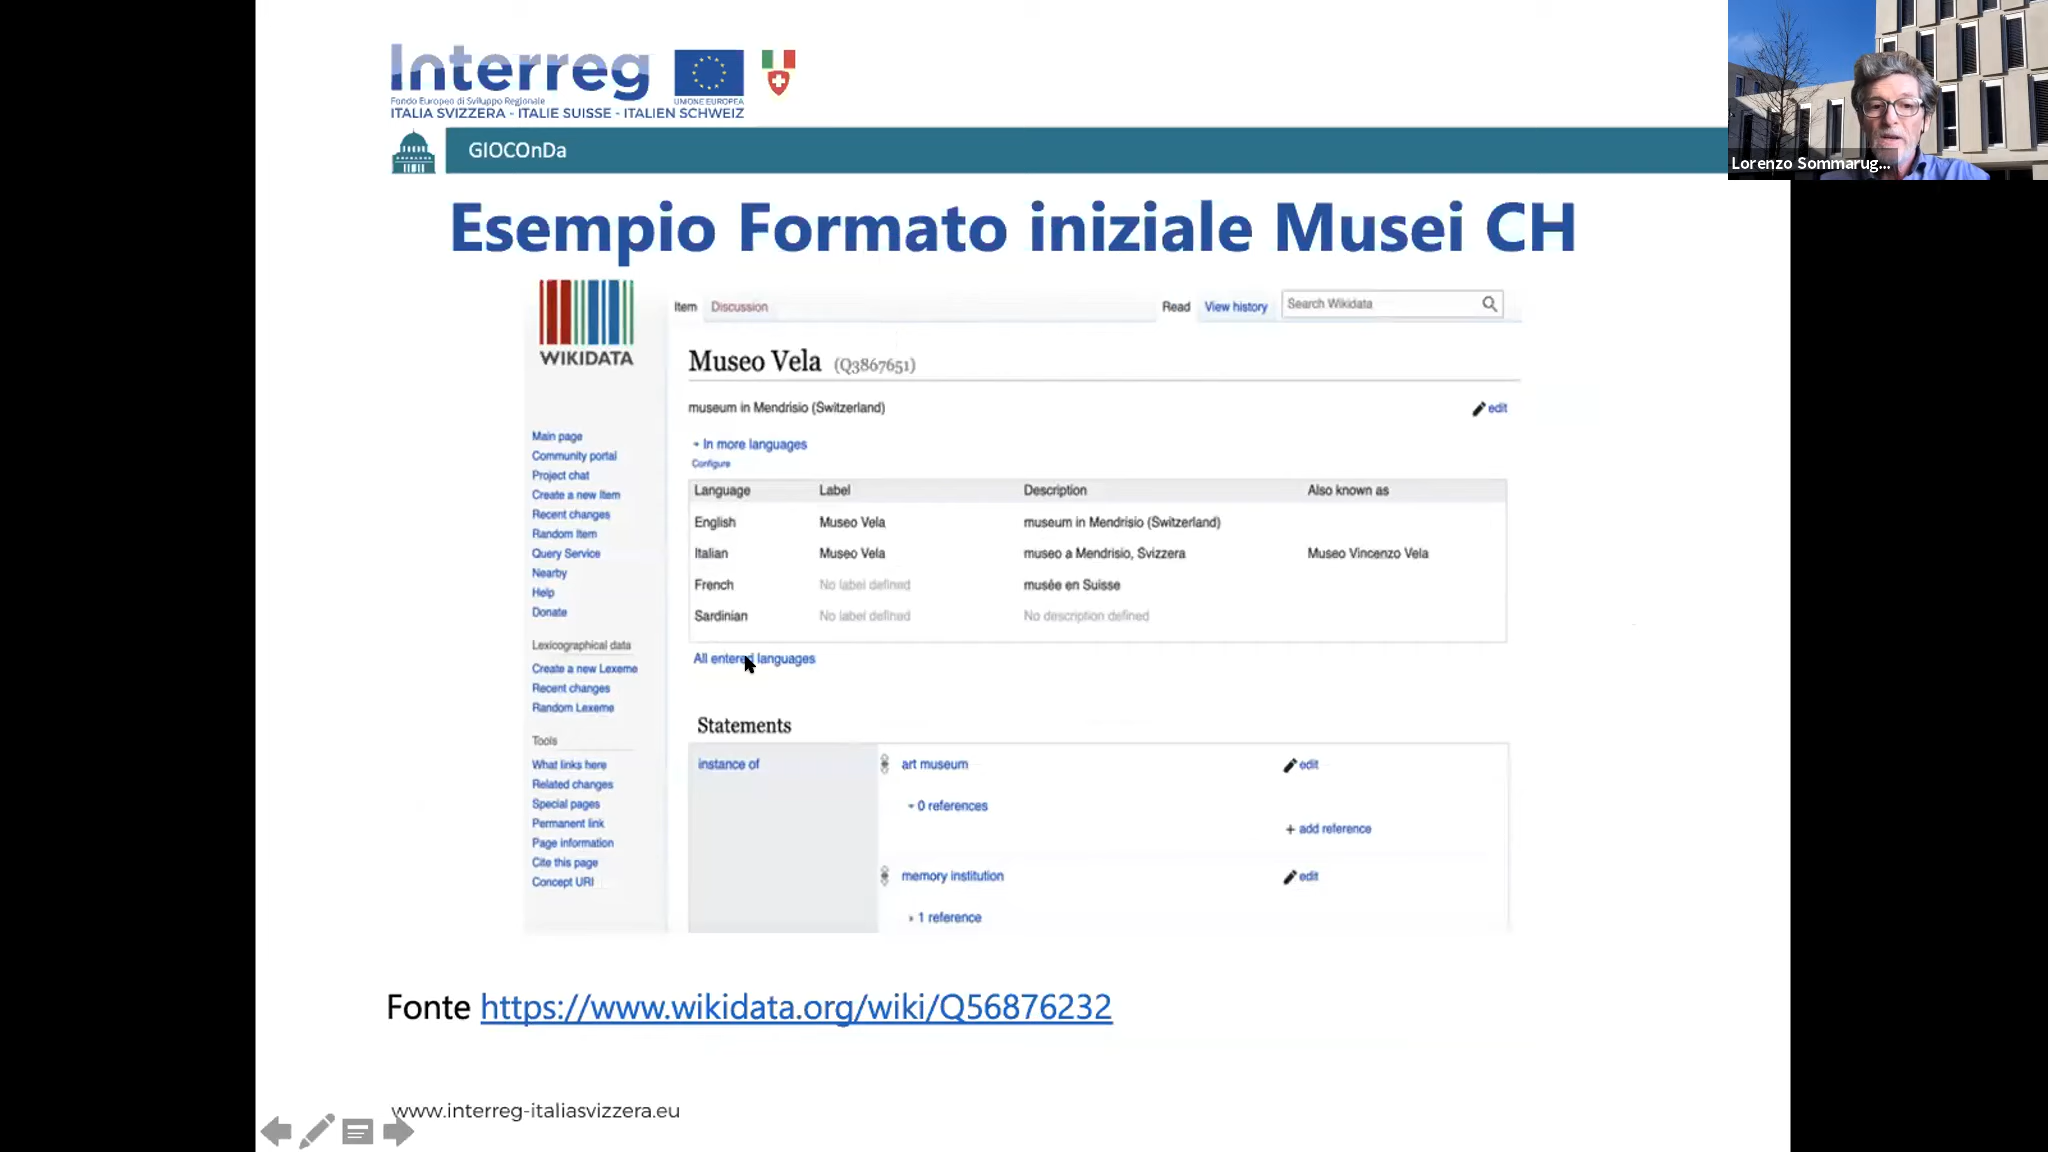 Interreg
Fondo Europeo di Sviluppo Regionale
UNIONE EUROPEA
ITALIA SVIZZERA - ITALIE SUISSE - ITALIEN SCHWEIZ
GIOCOnDa
Lorenzo Sommarug...
Esempio Formato iniziale Musei CH
WIKIDATA
Item Discussion Read View history Search Wikidata
Museo Vela (Q3867651)
museum in Mendrisio (Switzerland) edit
In more languages
Configure
Language Label Description Also known as
English Museo Vela museum in Mendrisio (Switzerland)
Italian Museo Vela museo a Mendrisio, Svizzera Museo Vincenzo Vela
French No label defined musée en Suisse
Sardinian No label defined No description defined
All entered languages
Statements
instance of art museum edit
0 references
+ add reference
memory institution edit
1 reference
Main page
Community portal
Project chat
Create a new Item
Recent changes
Random Item
Query Service
Nearby
Help
Donate
Lexicographical data
Create a new Lexeme
Recent changes
Random Lexeme
Tools
What links here
Related changes
Special pages
Permanent link
Page information
Cite this page
Concept URI
Fonte https://www.wikidata.org/wiki/Q56876232
www.interreg-italiasvizzera.eu